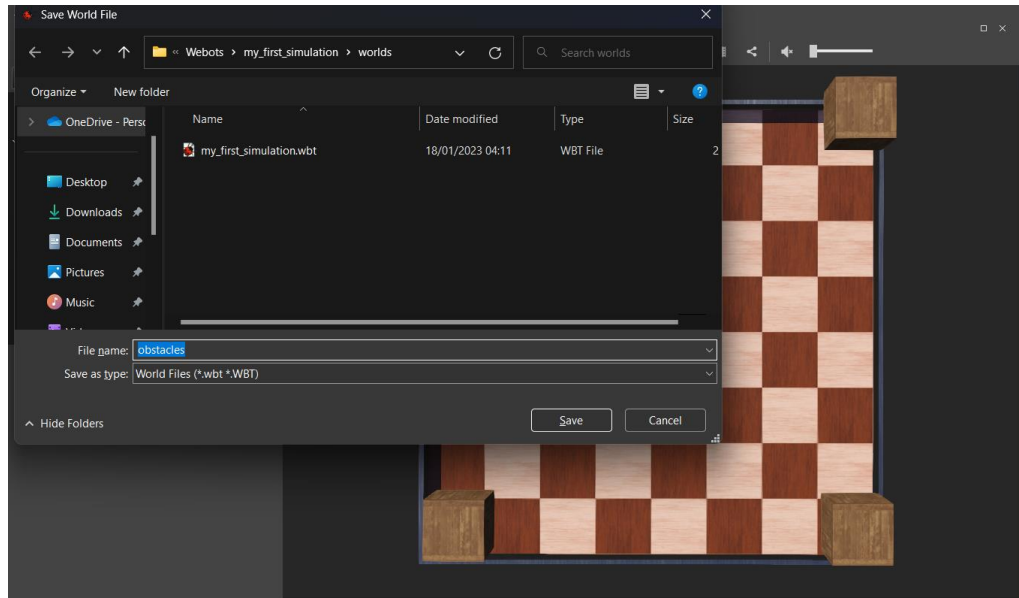 Save World File
« Webots › my_first_simulation › worlds
Search worlds
Organize
New folder
OneDrive - Persc
Name
Date modified
Type
Size
my_first_simulation.wbt
18/01/2023 04:11
WBT File
2
Desktop
Downloads
Documents
Pictures
Music
File name:
obstacles
Save as type:
World Files (*.wbt *.WBT)
Hide Folders
Save
Cancel